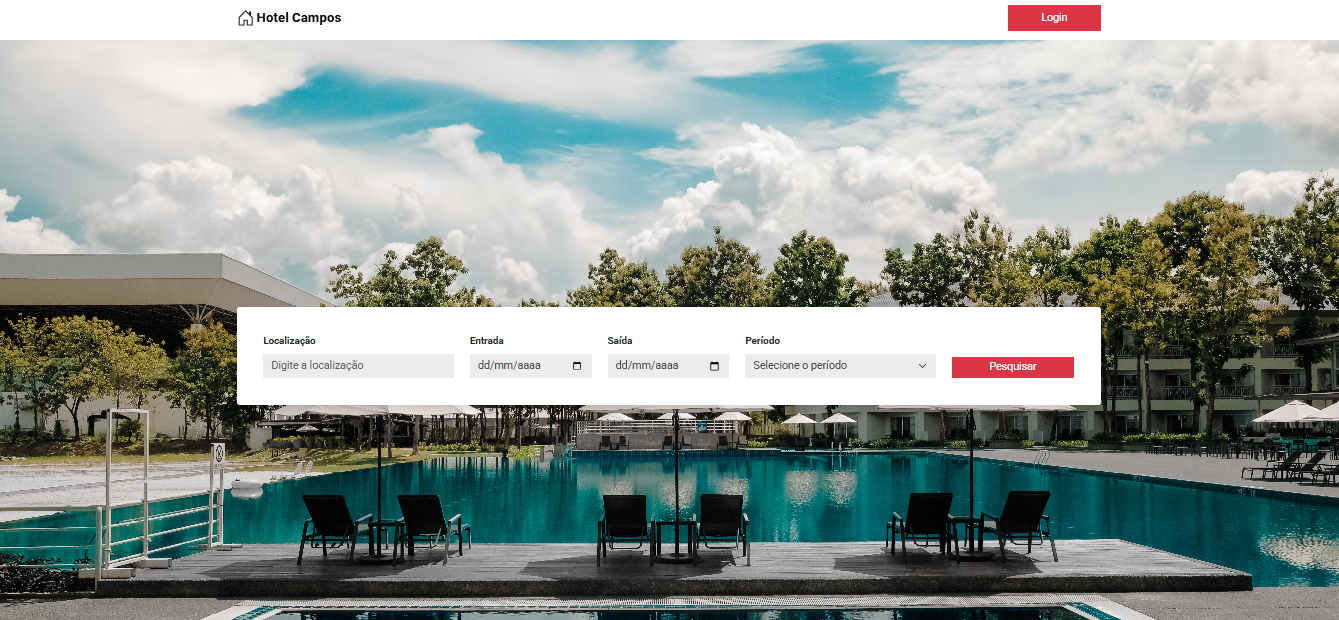 Hotel Campos
Login
Localização
Entrada
Saída
Período
Digite a localização
dd/mm/aaaa
dd/mm/aaaa
Selecione o período
Pesquisar